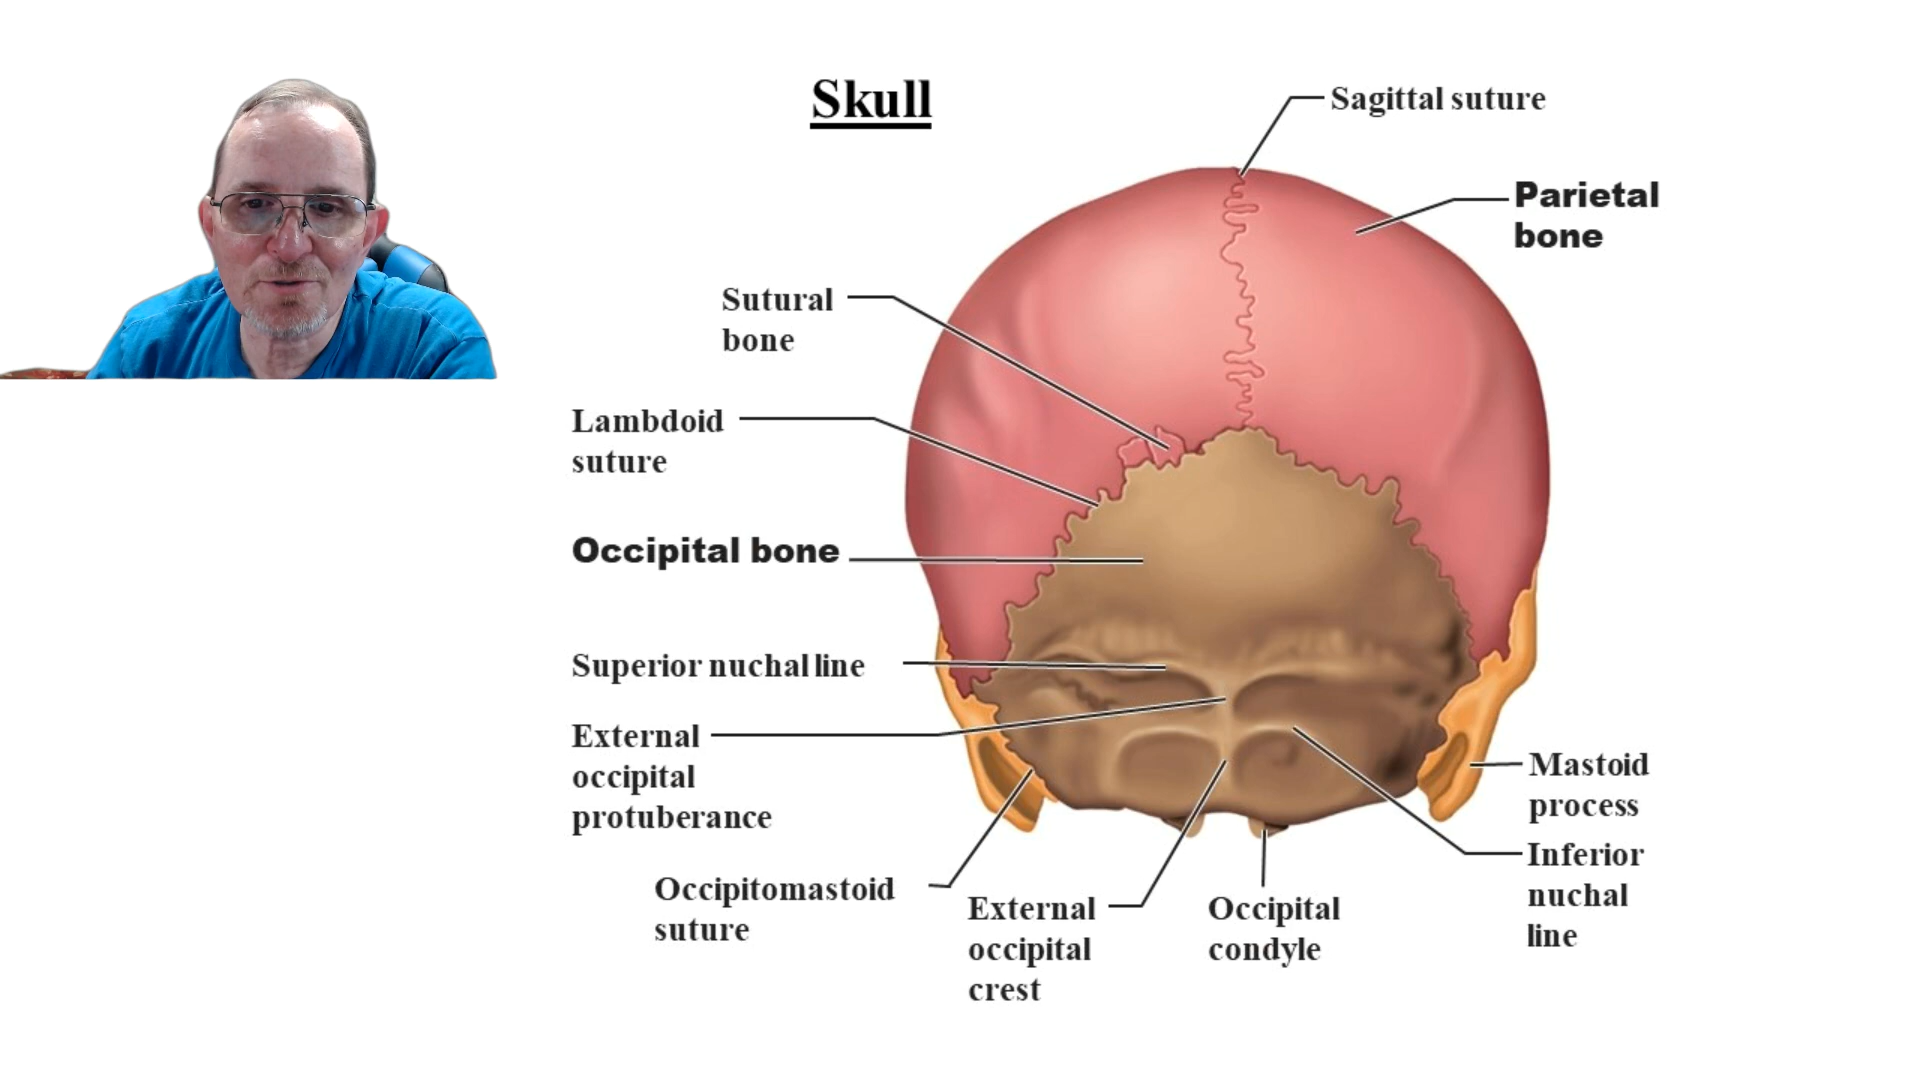 Skull
Sagittal suture
Parietal
bone
Sutural
bone
Lambdoid
suture
Occipital bone
Superior nuchal line
External
occipital
protuberance
Mastoid
process
Inferior
nuchal
line
Occipitomastoid
suture
External
occipital
crest
Occipital
condyle